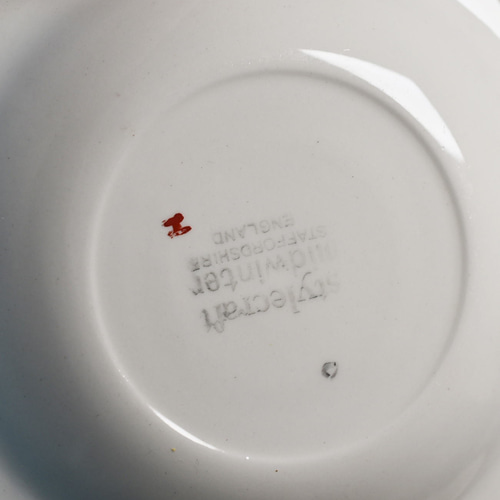 stylecraft
midwinter
STAFFORDSHIRE
ENGLAND